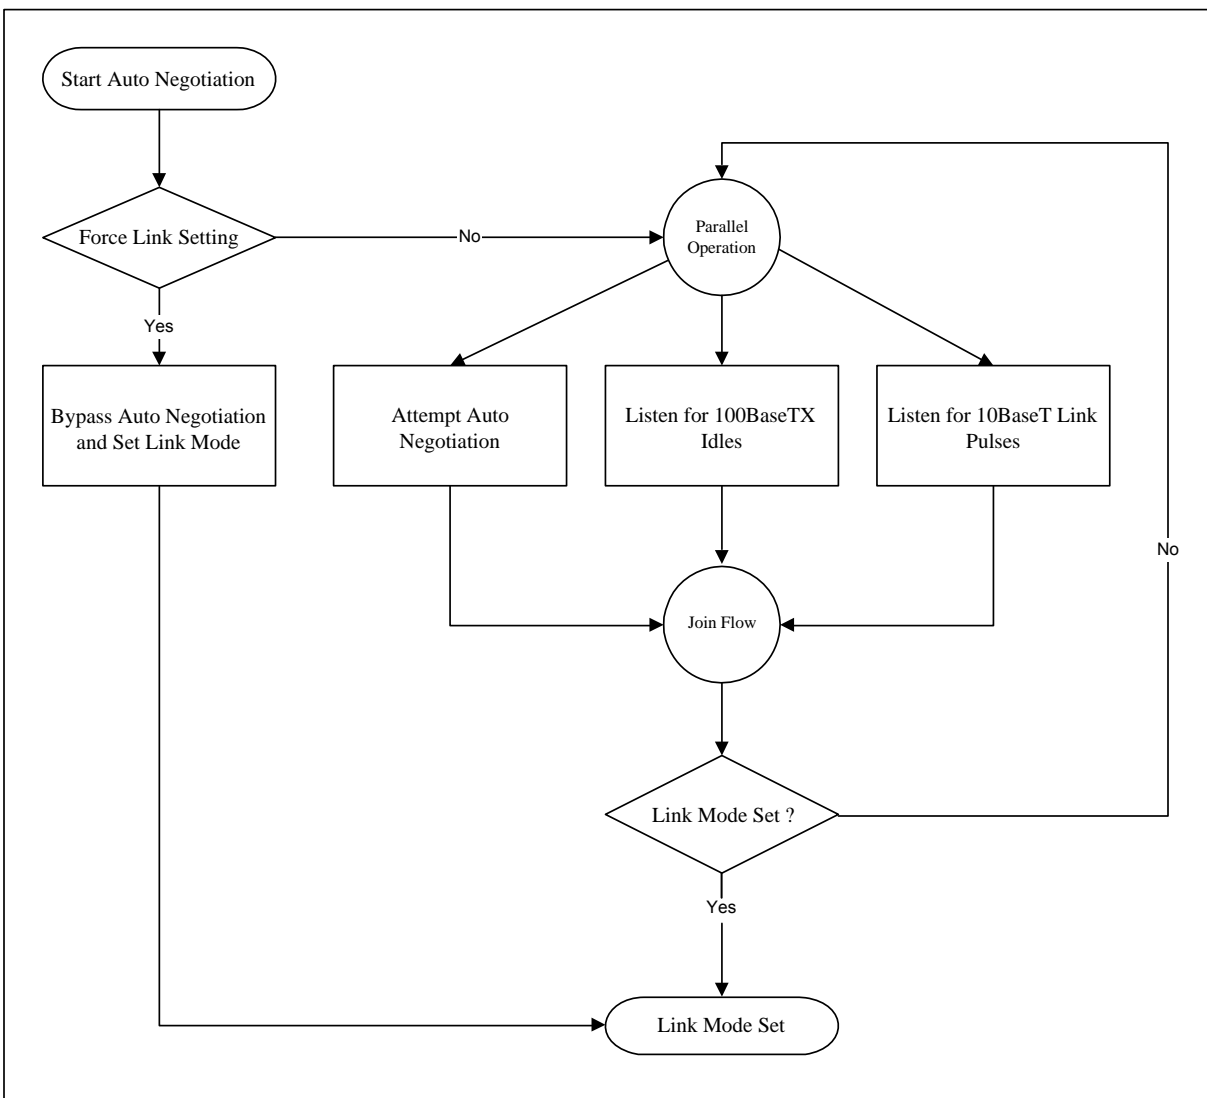 Start Auto Negotiation
Force Link Setting
No
Parallel
Operation
Yes
Bypass Auto Negotiation
and Set Link Mode
Attempt Auto
Negotiation
Listen for 100BaseTX
Idles
Listen for 10BaseT Link
Pulses
No
Join Flow
Link Mode Set ?
Yes
Link Mode Set